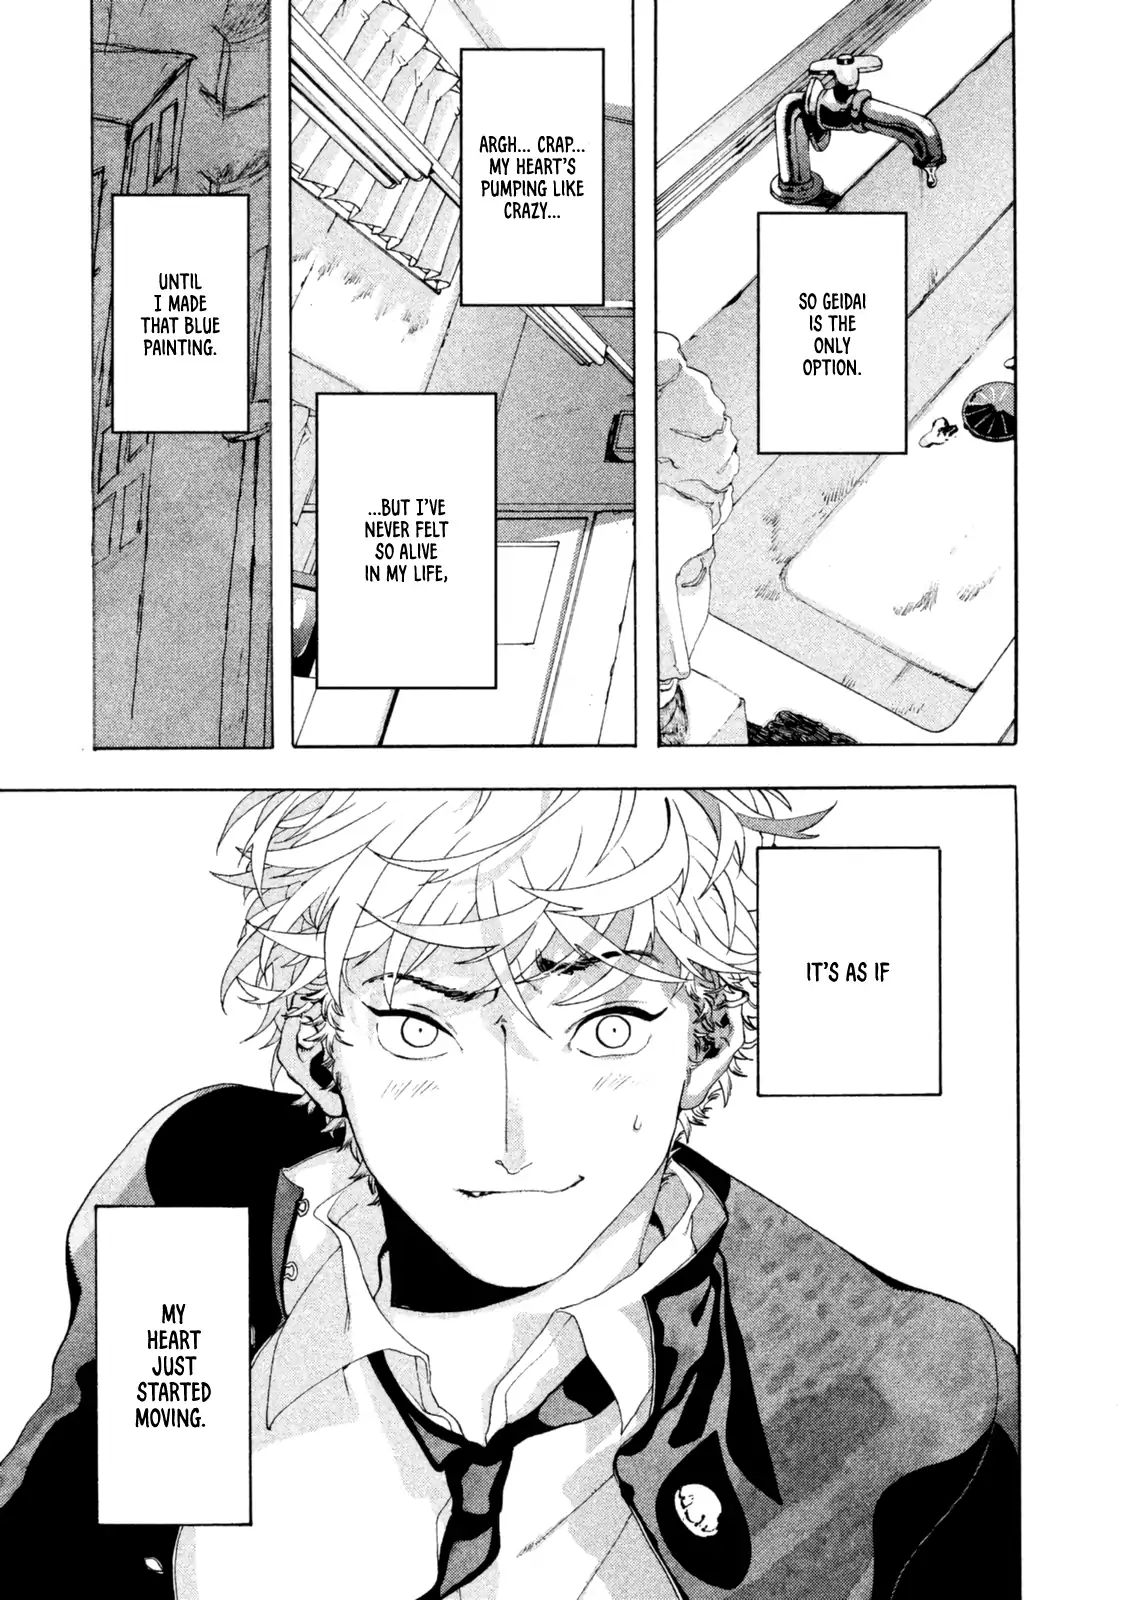 SO GEIDAI
IS THE
ONLY
OPTION.
ARGH... CRAP...
MY HEART'S
PUMPING LIKE
CRAZY...
...BUT I'VE
NEVER FELT
SO ALIVE
IN MY LIFE,
UNTIL
I MADE
THAT BLUE
PAINTING.
IT'S AS IF
MY
HEART
JUST
STARTED
MOVING.